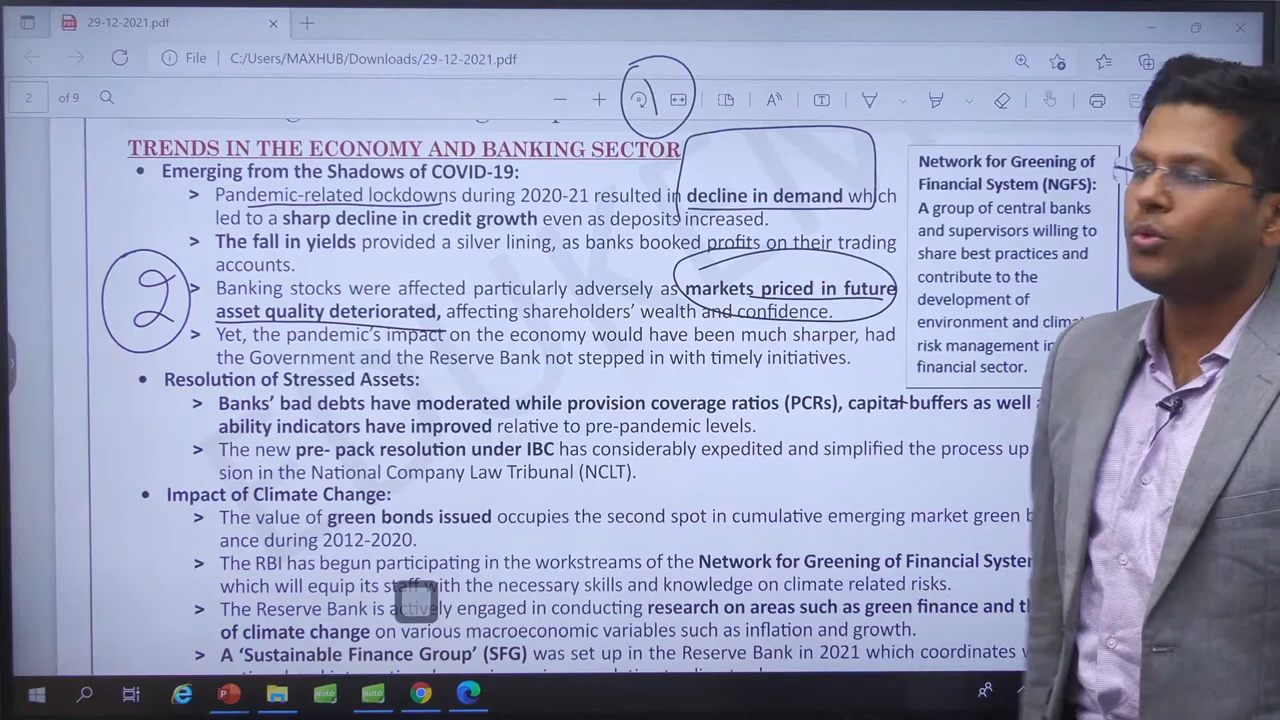 29-12-2021.pdf
File C:/Users/MAXHUB/Downloads/29-12-2021.pdf
2 of 9
TRENDS IN THE ECONOMY AND BANKING SECTOR
• Emerging from the Shadows of COVID-19:
> Pandemic-related lockdowns during 2020-21 resulted in decline in demand which
led to a sharp decline in credit growth even as deposits increased.
> The fall in yields provided a silver lining, as banks booked profits on their trading
accounts.
2
> Banking stocks were affected particularly adversely as markets priced in future
asset quality deteriorated, affecting shareholders' wealth and confidence.
> Yet, the pandemic's impact on the economy would have been much sharper, had
the Government and the Reserve Bank not stepped in with timely initiatives.
• Resolution of Stressed Assets:
> Banks' bad debts have moderated while provision coverage ratios (PCRs), capital buffers as well
ability indicators have improved relative to pre-pandemic levels.
> The new pre- pack resolution under IBC has considerably expedited and simplified the process up
sion in the National Company Law Tribunal (NCLT).
• Impact of Climate Change:
> The value of green bonds issued occupies the second spot in cumulative emerging market green
ance during 2012-2020.
> The RBI has begun participating in the workstreams of the Network for Greening of Financial System
which will equip its staff with the necessary skills and knowledge on climate related risks.
> The Reserve Bank is actively engaged in conducting research on areas such as green finance and
of climate change on various macroeconomic variables such as inflation and growth.
> A 'Sustainable Finance Group' (SFG) was set up in the Reserve Bank in 2021 which coordinates
Network for Greening of
Financial System (NGFS):
A group of central banks
and supervisors willing to
share best practices and
contribute to the
development of
environment and
risk management in
financial sector.